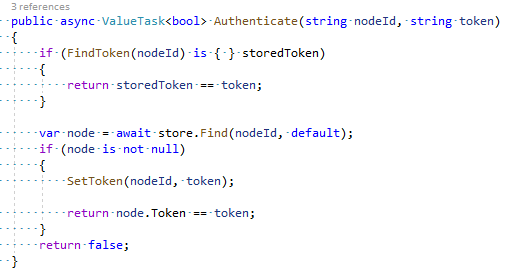 3 references
public async ValueTask<bool> Authenticate(string nodeId, string token)
{
    if (FindToken(nodeId) is { } storedToken)
    {
        return storedToken == token;
    }

    var node = await store.Find(nodeId, default);
    if (node is not null)
    {
        SetToken(nodeId, token);

        return node.Token == token;
    }
    return false;
}